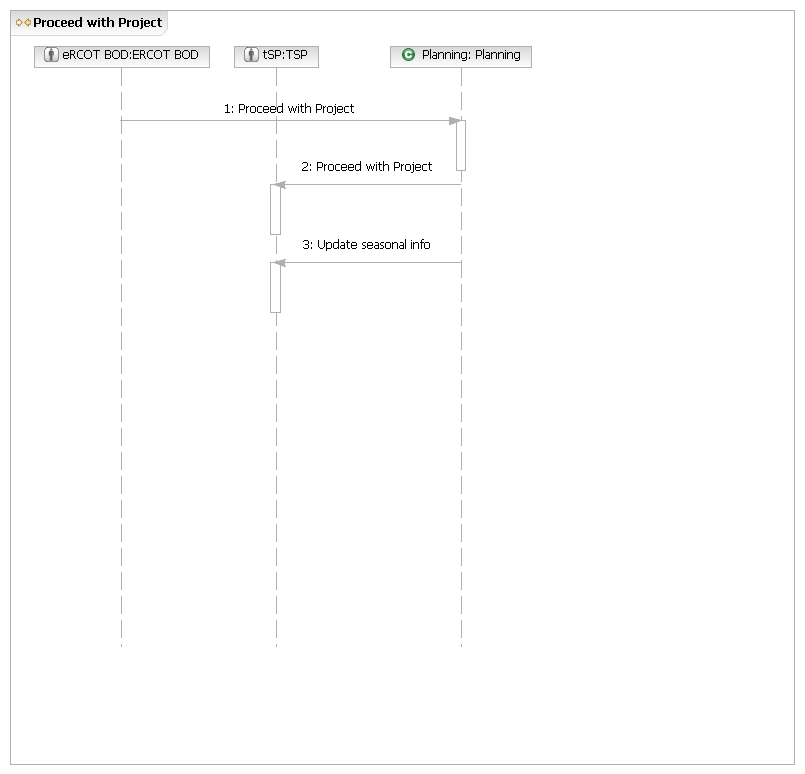 Proceed with Project
eRCOT BOD:ERCOT BOD
tSP:TSP
C Planning: Planning
1: Proceed with Project
2: Proceed with Project
3: Update seasonal info